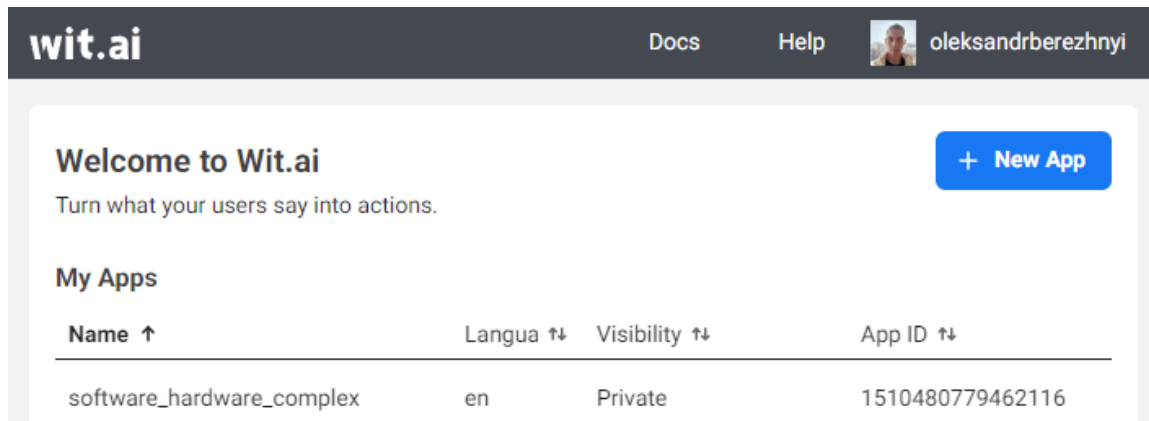 wit.ai Docs Help oleksandrberezhnyi
Welcome to Wit.ai
+ New App
Turn what your users say into actions.
My Apps
Name ↑ Langua ↑↓ Visibility ↑↓ App ID ↑↓
software_hardware_complex en Private 1510480779462116